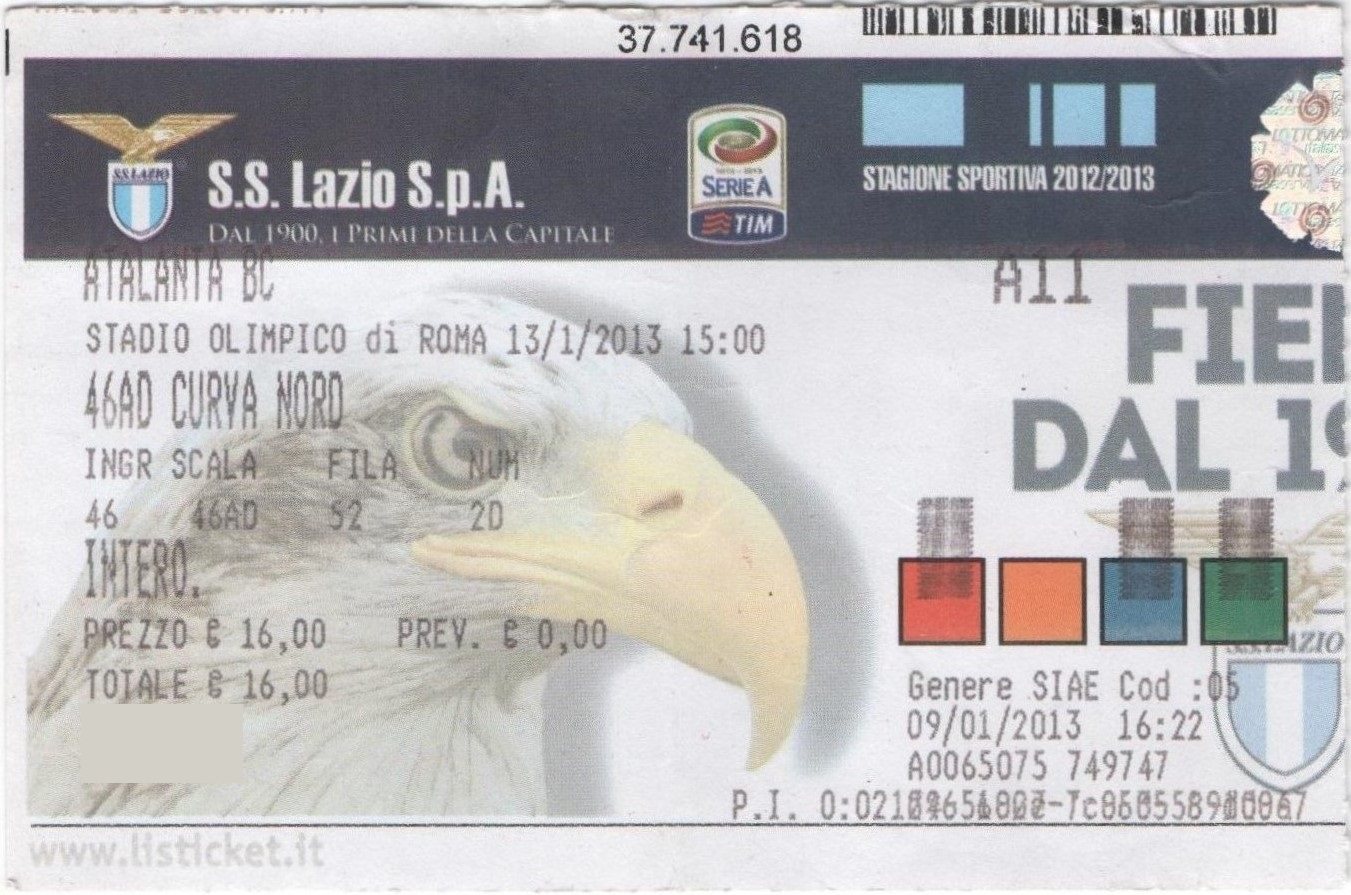 37.741.618
S.S. LAZIO
S.S. Lazio S.p.A.
DAL 1900, I PRIMI DELLA CAPITALE
SERIE A
TIM
STAGIONE SPORTIVA 2012/2013
ATALANTA BC
A11
STADIO OLIMPICO di ROMA 13/1/2013 15:00
46AD CURVA NORD
INGR SCALA FILA NUM
46 46AD 52 20
INTERO.
PREZZO € 16,00 PREV. € 0,00
TOTALE € 16,00
DAL
S.S.LAZIO
Genere SIAE Cod :05
09/01/2013 16:22
A0065075 749747
P.I.
www.listicket.it